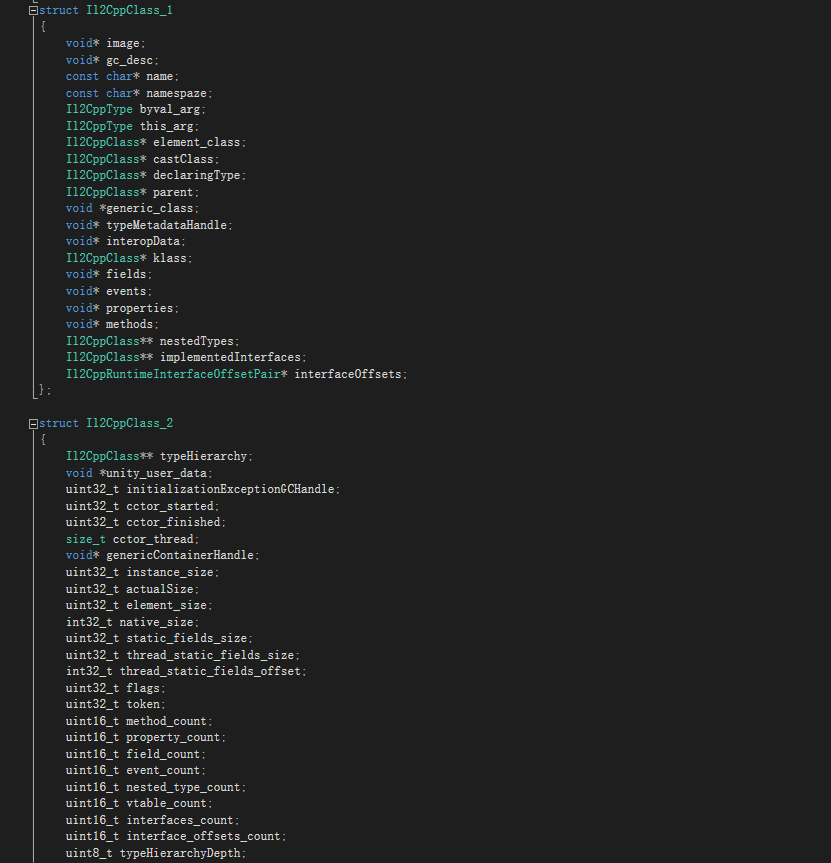 struct Il2CppClass_1
{
void* image;
void* gc_desc;
const char* name;
const char* namespaze;
Il2CppType byval_arg;
Il2CppType this_arg;
Il2CppClass* element_class;
Il2CppClass* castClass;
Il2CppClass* declaringType;
Il2CppClass* parent;
void *generic_class;
void* typeMetadataHandle;
void* interopData;
Il2CppClass* klass;
void* fields;
void* events;
void* properties;
void* methods;
Il2CppClass** nestedTypes;
Il2CppClass** implementedInterfaces;
Il2CppRuntimeInterfaceOffsetPair* interfaceOffsets;
};
struct Il2CppClass_2
{
Il2CppClass** typeHierarchy;
void *unity_user_data;
uint32_t initializationExceptionGCHandle;
uint32_t cctor_started;
uint32_t cctor_finished;
size_t cctor_thread;
void* genericContainerHandle;
uint32_t instance_size;
uint32_t actualSize;
uint32_t element_size;
int32_t native_size;
uint32_t static_fields_size;
uint32_t thread_static_fields_size;
int32_t thread_static_fields_offset;
uint32_t flags;
uint32_t token;
uint16_t method_count;
uint16_t property_count;
uint16_t field_count;
uint16_t event_count;
uint16_t nested_type_count;
uint16_t vtable_count;
uint16_t interfaces_count;
uint16_t interface_offsets_count;
uint8_t typeHierarchyDepth;